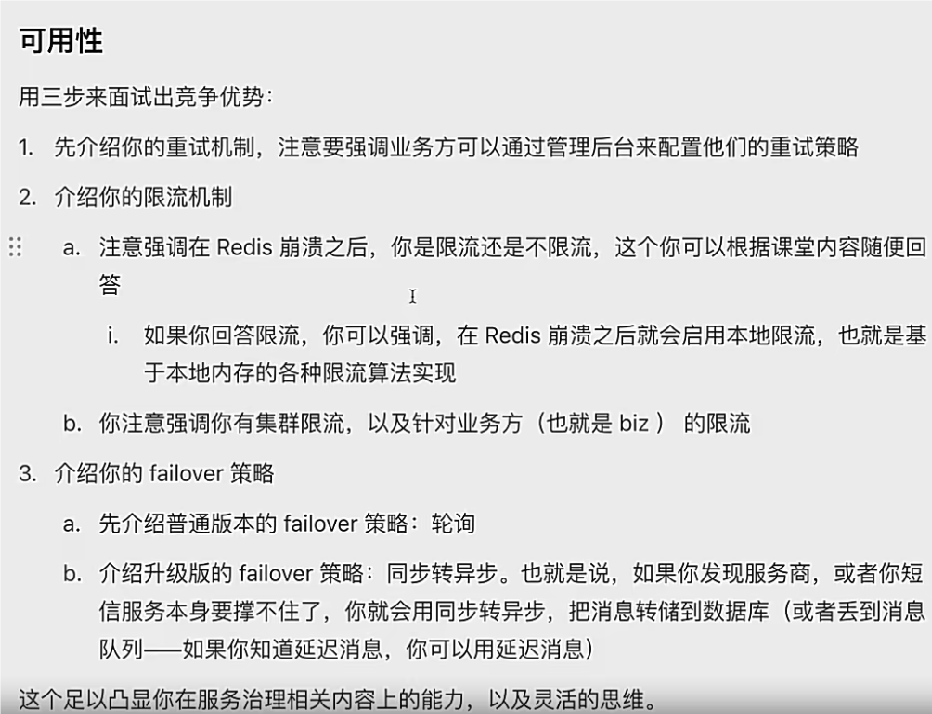 可用性
用三步来面试出竞争优势：
1. 先介绍你的重试机制，注意要强调业务方可以通过管理后台来配置他们的重试策略
2. 介绍你的限流机制
a. 注意强调在 Redis 崩溃之后，你是限流还是不限流，这个你可以根据课堂内容随便回
答
i. 如果你回答限流，你可以强调，在 Redis 崩溃之后就会启用本地限流，也就是基
于本地内存的各种限流算法实现
b. 你注意强调你有集群限流，以及针对业务方（也就是 biz ） 的限流
3. 介绍你的 failover 策略
a. 先介绍普通版本的 failover 策略：轮询
b. 介绍升级版的 failover 策略：同步转异步。也就是说，如果你发现服务商，或者你短
信服务本身要撑不住了，你就会用同步转异步，把消息转储到数据库（或者丢到消息
队列——如果你知道延迟消息，你可以用延迟消息）
这个足以凸显你在服务治理相关内容上的能力，以及灵活的思维。